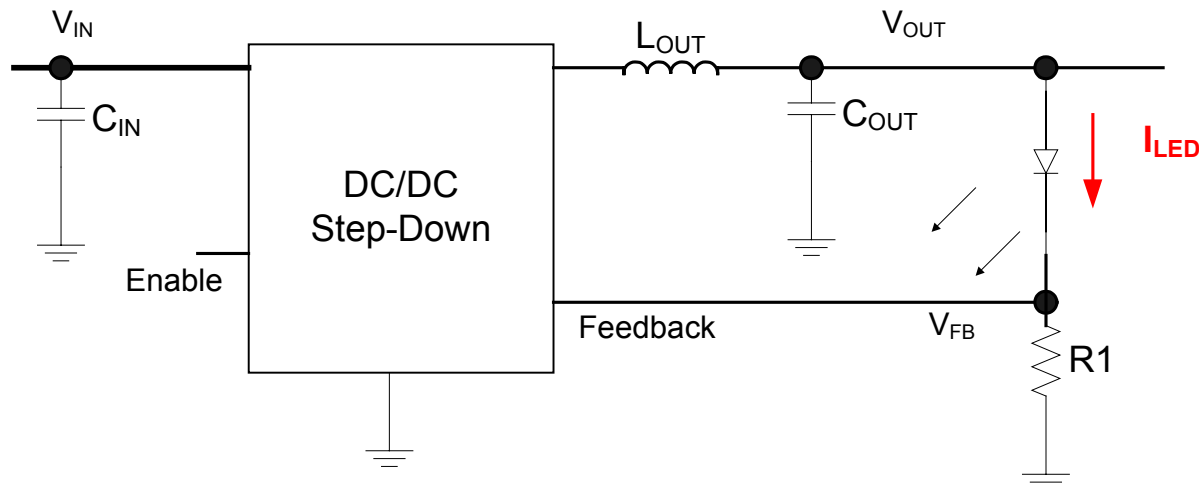 VIN
LOUT
VOUT
CIN
COUT
ILED
DC/DC
Step-Down
Enable
Feedback
VFB
R1